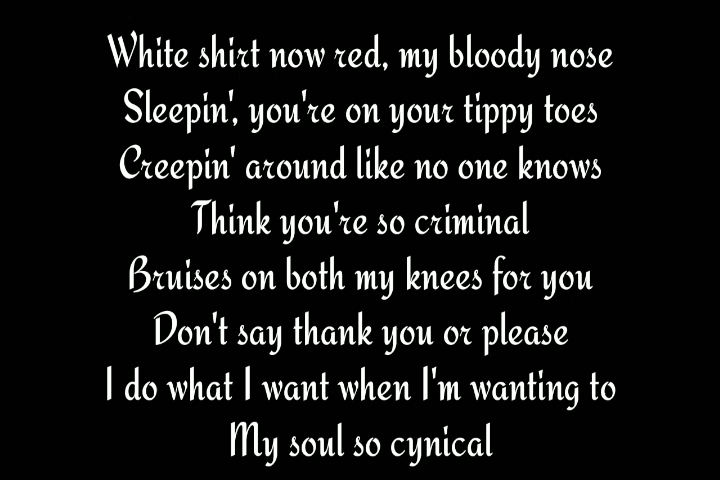 White shirt now red, my bloody nose
Sleepin', you're on your tippy toes
Creepin' around like no one knows
Think you're so criminal
Bruises on both my knees for you
Don't say thank you or please
I do what I want when I'm wanting to
My soul so cynical